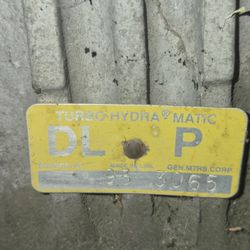 TURBO HYDRA® MATIC
DL P
MADE IN USA GEN. MTRS CORP.
3065